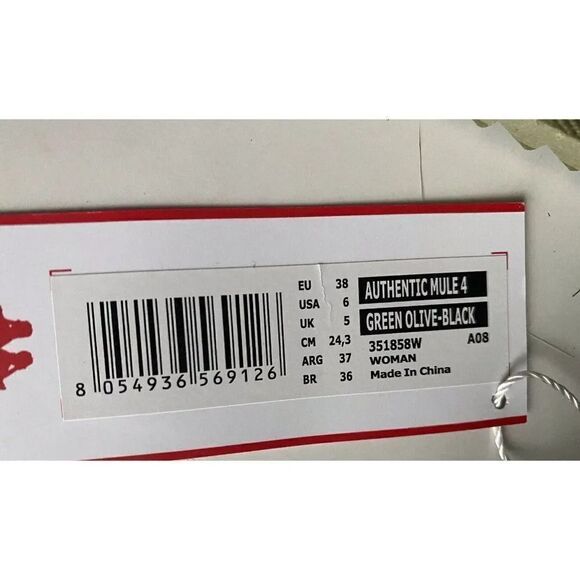 EU 38
USA 6
UK 5
CM 24,3
ARG 37
BR 36
AUTHENTIC MULE 4
GREEN OLIVE-BLACK
351858W A08
WOMAN
Made In China
8 054936 569126